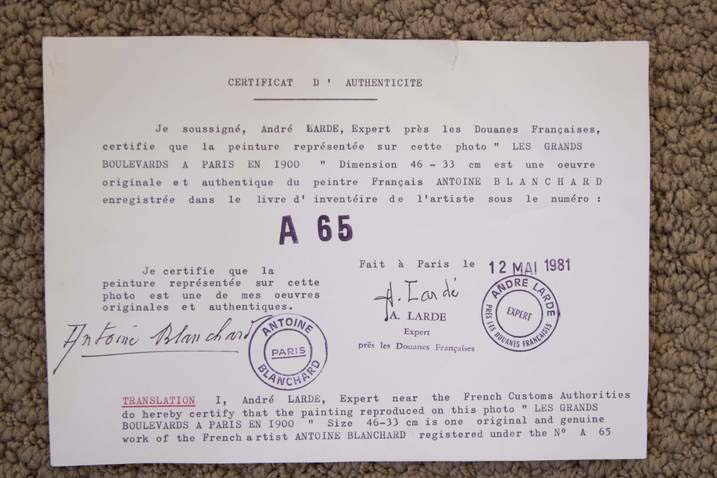 CERTIFICAT D' AUTHENTICITE
Je soussigné, André LARDE, Expert près les Douanes Françaises,
certifie que la peinture représentée sur cette photo " LES GRANDS
BOULEVARDS A PARIS EN I900 " Dimension 46 - 33 cm est une oeuvre
originale et authentique du peintre Français ANTOINE B L A N C H A R D
enregistrée dans le livre d'inventéire de l'artiste sous le numéro :
A 65
Je certifie que la
peinture représentée sur cette
photo est une de mes oeuvres
originales et authentiques.
Antoine Blanchard
ANTOINE
PARIS
BLANCHARD
Fait à Paris le 12 MAI 1981
A. Lardé
A. LARDE
Expert
près les Douanes Françaises
ANDRE LARDE
EXPERT
PRES LES DOUANES FRANÇAISES
TRANSLATION I, André LARDE, Expert near the French Customs Authorities
do hereby certify that the painting reproduced on this photo " LES GRANDS
BOULEVARDS A PARIS EN I900 " Size 46-33 cm is one original and genuine
work of the French artist ANTOINE BLANCHARD registered under the N° A 65